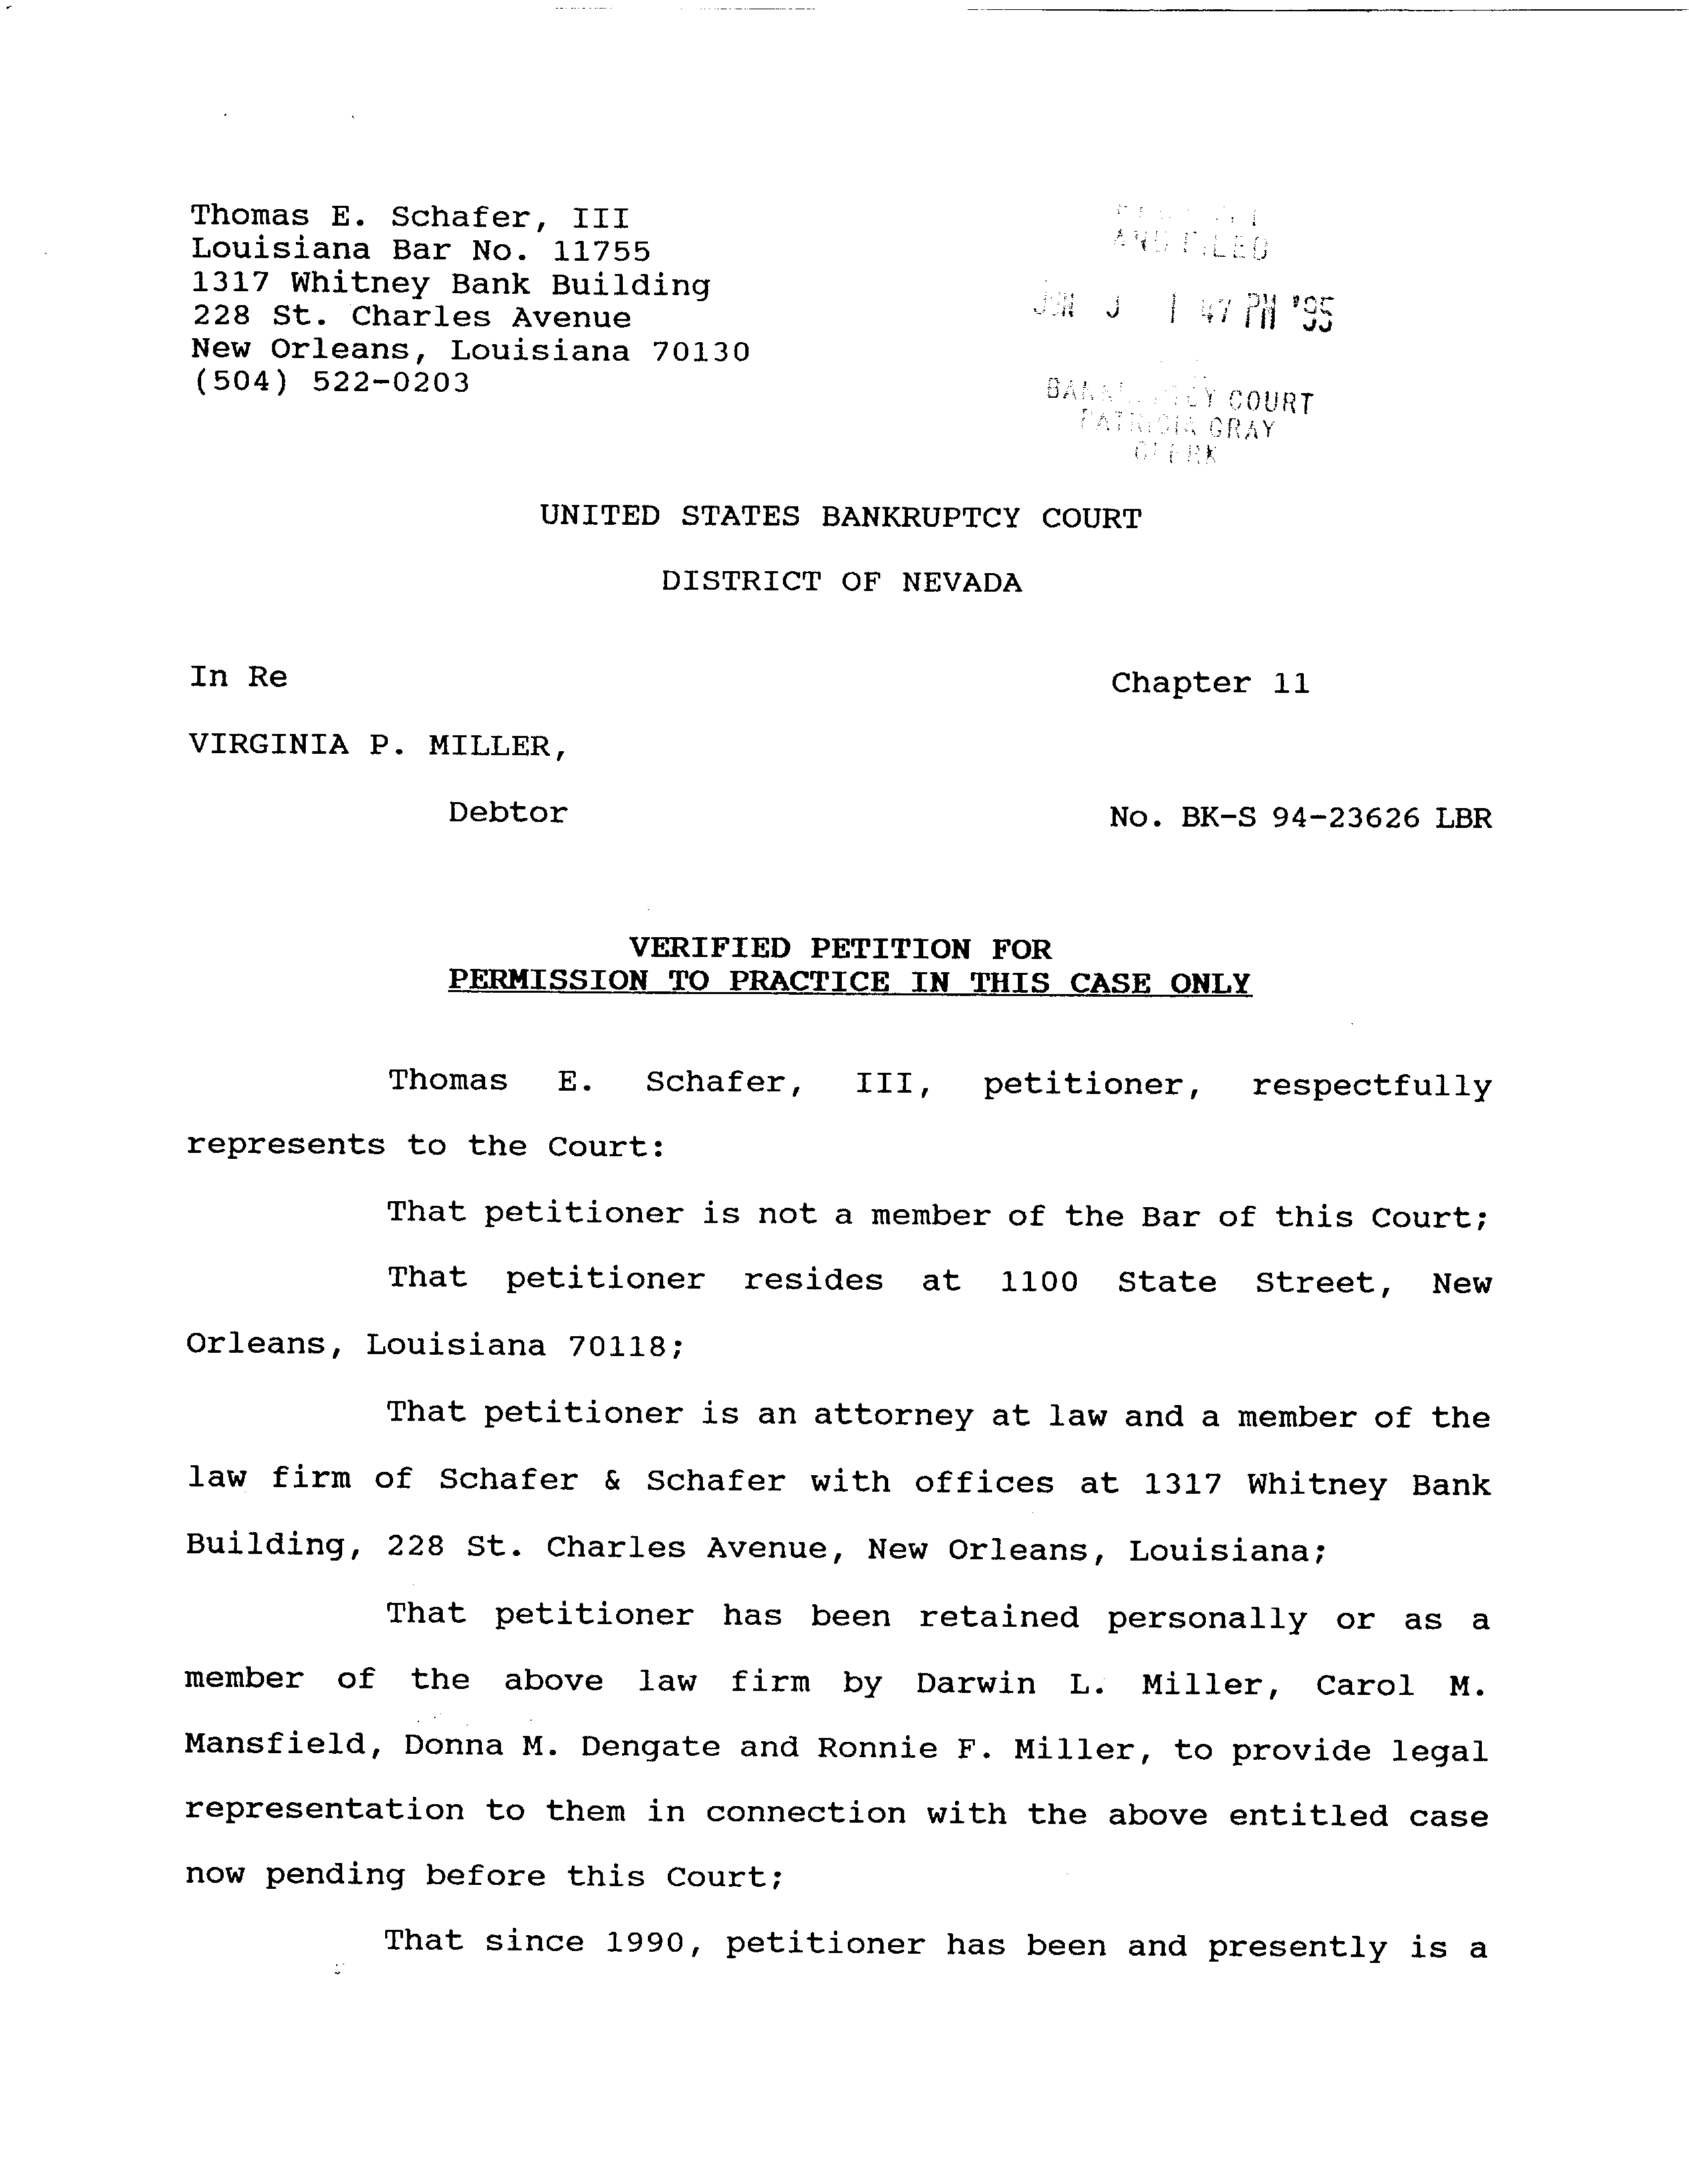 Thomas E. Schafer, III
Louisiana Bar No. 11755
1317 Whitney Bank Building
228 St. Charles Avenue
New Orleans, Louisiana 70130
(504) 522-0203
AND FILED
1 47 PM '95
COURT
PATRICIA GRAY
CLERK
UNITED STATES BANKRUPTCY COURT
DISTRICT OF NEVADA
In Re
Chapter 11
VIRGINIA P. MILLER,
Debtor
No. BK-S 94-23626 LBR
VERIFIED PETITION FOR
PERMISSION TO PRACTICE IN THIS CASE ONLY
Thomas E. Schafer, III, petitioner, respectfully
represents to the Court:
That petitioner is not a member of the Bar of this Court;
That petitioner resides at 1100 State Street, New
Orleans, Louisiana 70118;
That petitioner is an attorney at law and a member of the
law firm of Schafer & Schafer with offices at 1317 Whitney Bank
Building, 228 St. Charles Avenue, New Orleans, Louisiana;
That petitioner has been retained personally or as a
member of the above law firm by Darwin L. Miller, Carol M.
Mansfield, Donna M. Dengate and Ronnie F. Miller, to provide legal
representation to them in connection with the above entitled case
now pending before this Court;
That since 1990, petitioner has been and presently is a